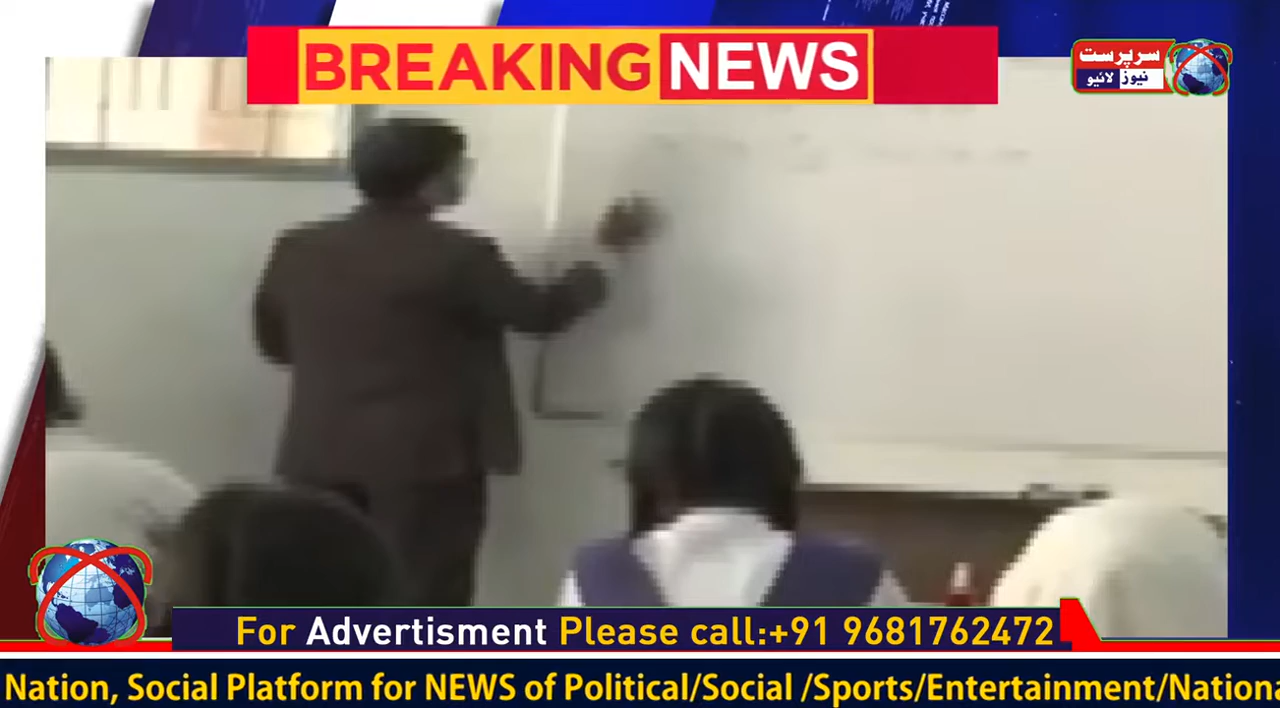 BREAKING NEWS
سرپرست
نیوز لائیو
For Advertisment Please call:+91 9681762472
Nation, Social Platform for NEWS of Political/Social /Sports/Entertainment/Nationa